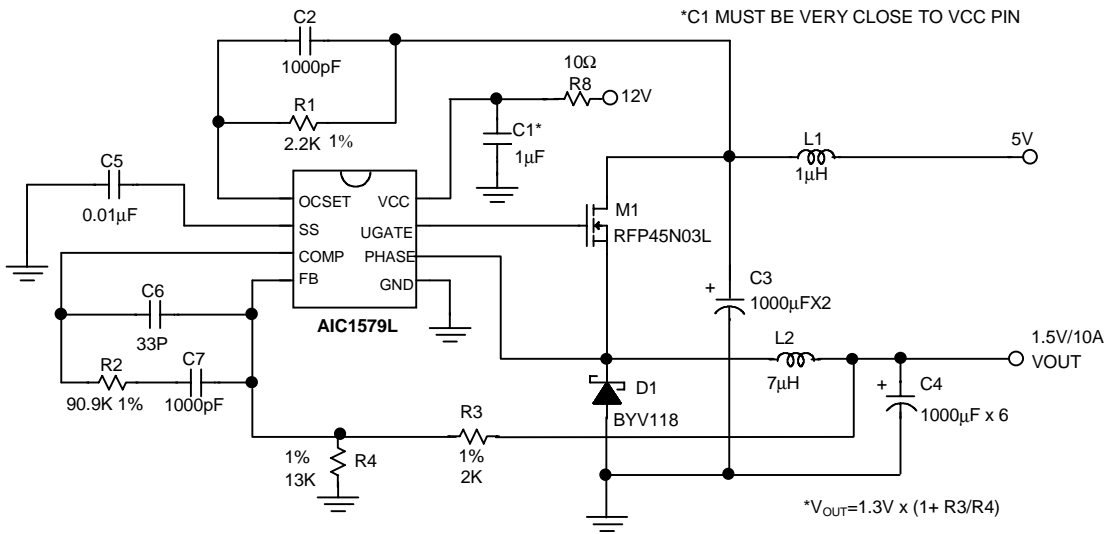 *C1 MUST BE VERY CLOSE TO VCC PIN
C2
1000pF
10Ω
R8
12V
R1
2.2K 1%
C1*
1μF
L1
1μH
5V
C5
0.01μF
OCSET
VCC
SS
UGATE
COMP
PHASE
FB
GND
AIC1579L
M1
RFP45N03L
C6
33P
C3
+
1000μFX2
R2
90.9K 1%
C7
1000pF
L2
7μH
1.5V/10A
VOUT
D1
BYV118
+
C4
1000μF x 6
R3
1%
2K
1%
13K
R4
*VOUT=1.3V x (1+ R3/R4)